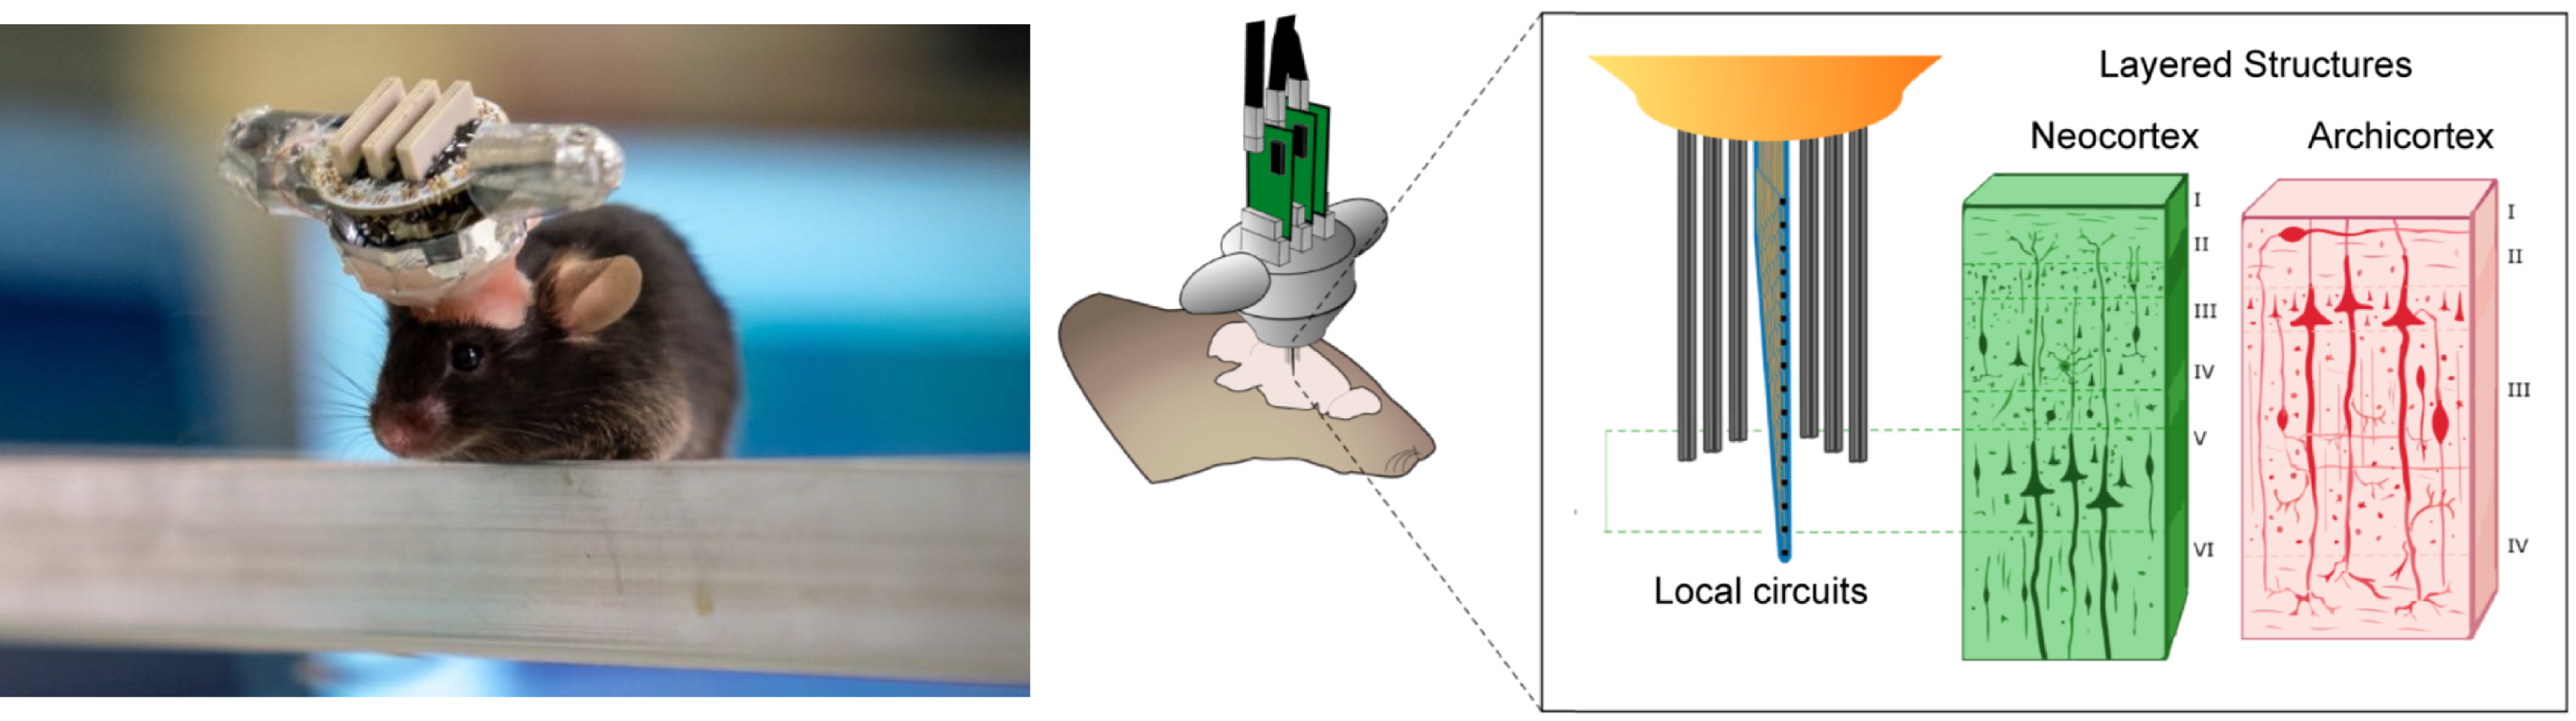 Layered Structures
Neocortex
Archicortex
I
II
III
IV
V
VI
I
II
III
IV
Local circuits